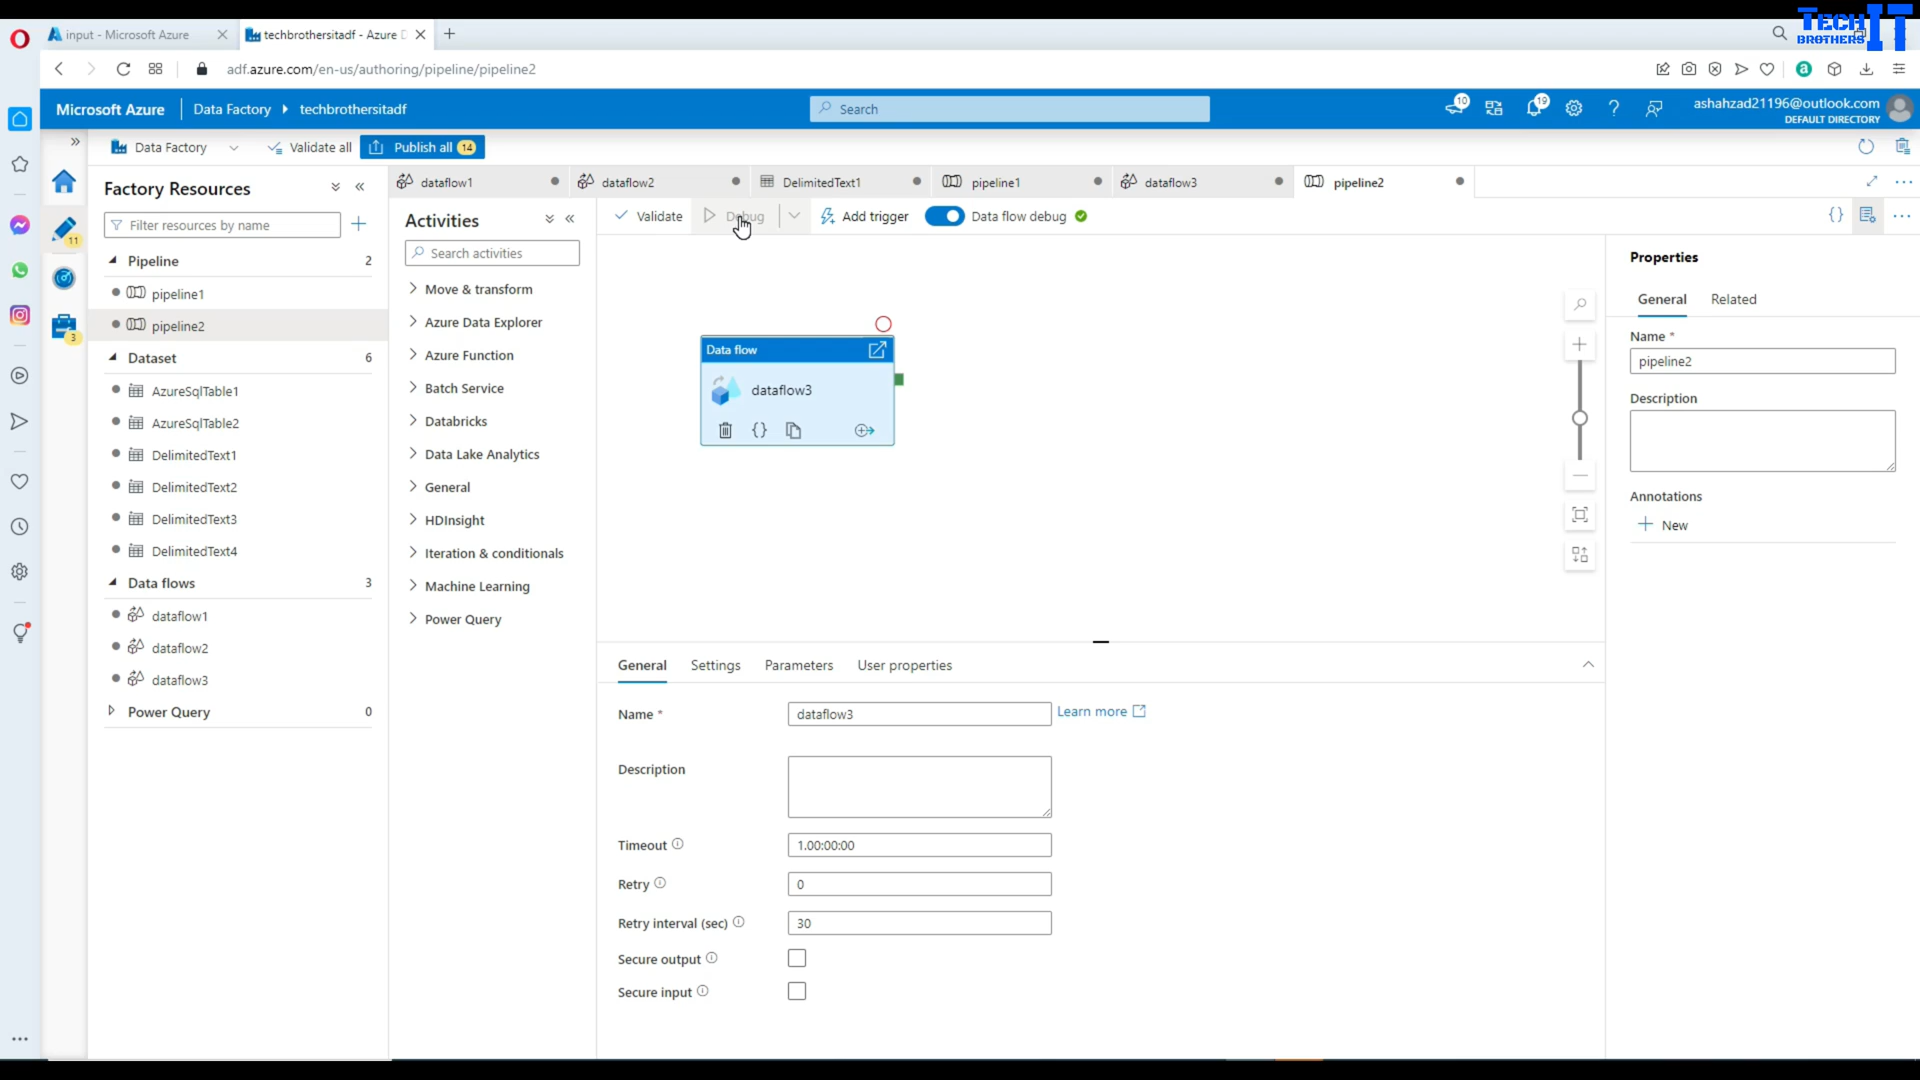 TECH IT
BROTHERS
input - Microsoft Azure
techbrothersitadf - Azure D
adf.azure.com/en-us/authoring/pipeline/pipeline2
Microsoft Azure
Data Factory
techbrothersitadf
Search
10
19
ashahzad21196@outlook.com
DEFAULT DIRECTORY
Data Factory
Validate all
Publish all
14
11
3
Factory Resources
Filter resources by name
Pipeline
2
pipeline1
pipeline2
Dataset
6
AzureSqlTable1
AzureSqlTable2
DelimitedText1
DelimitedText2
DelimitedText3
DelimitedText4
Data flows
3
dataflow1
dataflow2
dataflow3
Power Query
0
dataflow1
dataflow2
DelimitedText1
pipeline1
dataflow3
pipeline2
Activities
Search activities
Move & transform
Azure Data Explorer
Azure Function
Batch Service
Databricks
Data Lake Analytics
General
HDInsight
Iteration & conditionals
Machine Learning
Power Query
Validate
Debug
Add trigger
Data flow debug
Data flow
dataflow3
General
Settings
Parameters
User properties
Name *
dataflow3
Learn more
Description
Timeout
1.00:00:00
Retry
0
Retry interval (sec)
30
Secure output
Secure input
Properties
General
Related
Name *
pipeline2
Description
Annotations
New